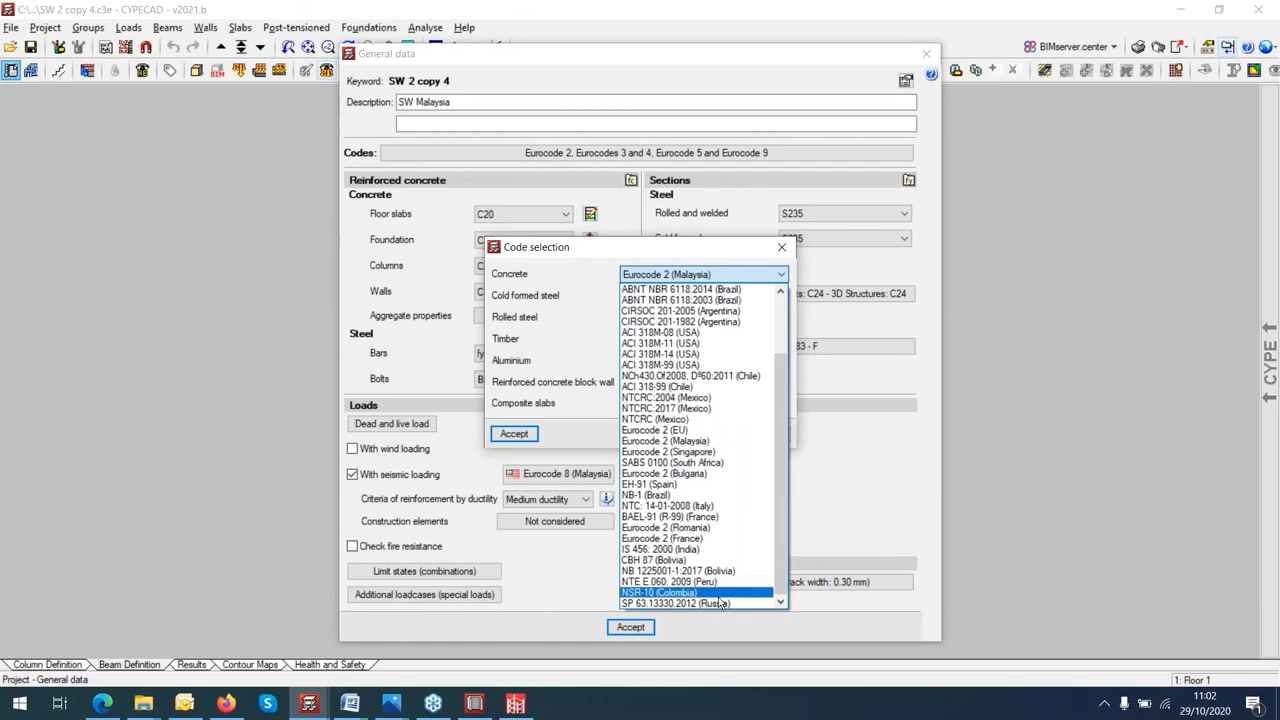 C:\...\SW 2 copy 4.c3e - CYPECAD - v2021.b
File Project Groups Loads Beams Walls Slabs Post-tensioned Foundations Analyse Help
BIMserver.center
General data
Keyword: SW 2 copy 4
Description: SW Malaysia
Codes: Eurocode 2, Eurocodes 3 and 4, Eurocode 5 and Eurocode 9
Reinforced concrete Sections
Concrete Steel
Floor slabs C20 Rolled and welded S235
Foundation
Code selection
Columns
Walls
Aggregate properties
Steel
Bars
Bolts
Concrete Eurocode 2 (Malaysia)
Cold formed steel
Rolled steel
Timber
Aluminium
Reinforced concrete block wall
Composite slabs
Accept
ABNT NBR 6118:2014 (Brazil)
ABNT NBR 6118:2003 (Brazil)
CIRSOC 201-2005 (Argentina)
CIRSOC 201-1982 (Argentina)
ACI 318M-08 (USA)
ACI 318M-11 (USA)
ACI 318M-14 (USA)
ACI 318M-99 (USA)
NCh430.Of2008, Dº60:2011 (Chile)
ACI 318-99 (Chile)
NTCRC:2004 (Mexico)
NTCRC:2017 (Mexico)
NTCRC (Mexico)
Eurocode 2 (EU)
Eurocode 2 (Malaysia)
Eurocode 2 (Singapore)
SABS 0100 (South Africa)
Eurocode 2 (Bulgaria)
EH-91 (Spain)
NB-1 (Brazil)
NTC: 14-01-2008 (Italy)
BAEL-91 (R-99) (France)
Eurocode 2 (Romania)
Eurocode 2 (France)
IS 456: 2000 (India)
CBH 87 (Bolivia)
NB 1225001-1:2017 (Bolivia)
NTE E.060: 2009 (Peru)
NSR-10 (Colombia)
SP 63.13330.2012 (Russia)
C24 - 3D Structures: C24
Loads
Dead and live load
With wind loading
With seismic loading Eurocode 8 (Malaysia)
Criteria of reinforcement by ductility Medium ductility
Construction elements Not considered
Check fire resistance
Limit states (combinations)
Additional loadcases (special loads)
width: 0.30 mm)
Accept
CYPE
Column Definition Beam Definition Results Contour Maps Health and Safety
Project - General data 1: Floor 1
11:02
29/10/2020